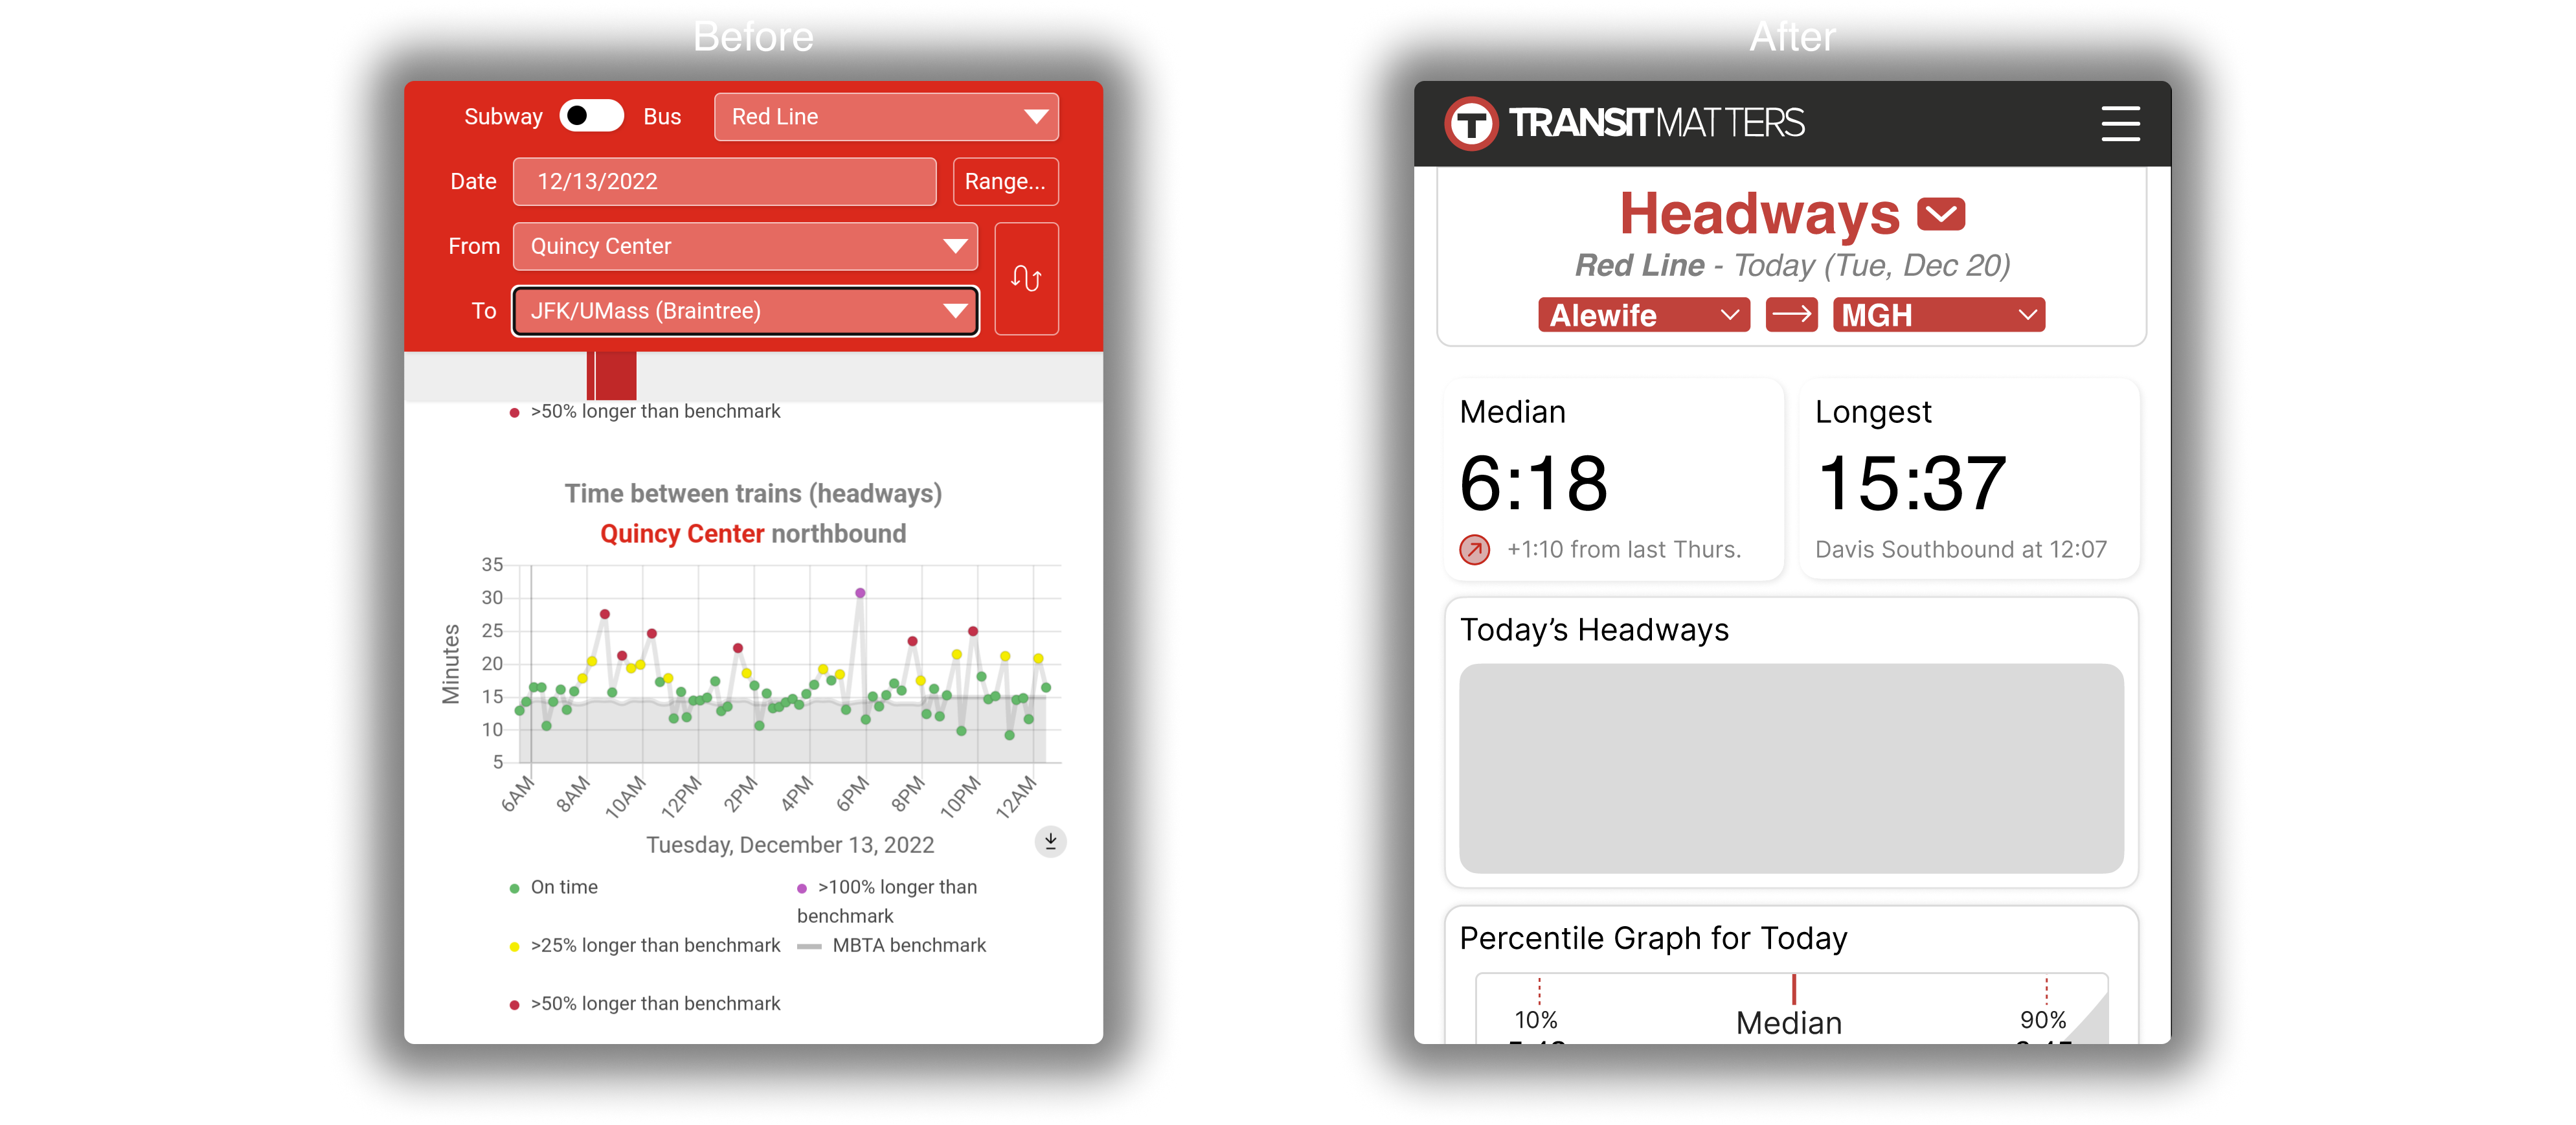 Before
Subway Bus Red Line
Date 12/13/2022 Range...
From Quincy Center
To JFK/UMass (Braintree)
>50% longer than benchmark
Time between trains (headways)
Quincy Center northbound
Minutes
35
30
25
20
15
10
5
6AM 8AM 10AM 12PM 2PM 4PM 6PM 8PM 10PM 12AM
Tuesday, December 13, 2022
On time
>100% longer than
benchmark
>25% longer than benchmark
MBTA benchmark
>50% longer than benchmark
After
T TRANSITMATTERS
Headways
Red Line - Today (Tue, Dec 20)
Alewife MGH
Median
6:18
+1:10 from last Thurs.
Longest
15:37
Davis Southbound at 12:07
Today’s Headways
Percentile Graph for Today
10% Median 90%